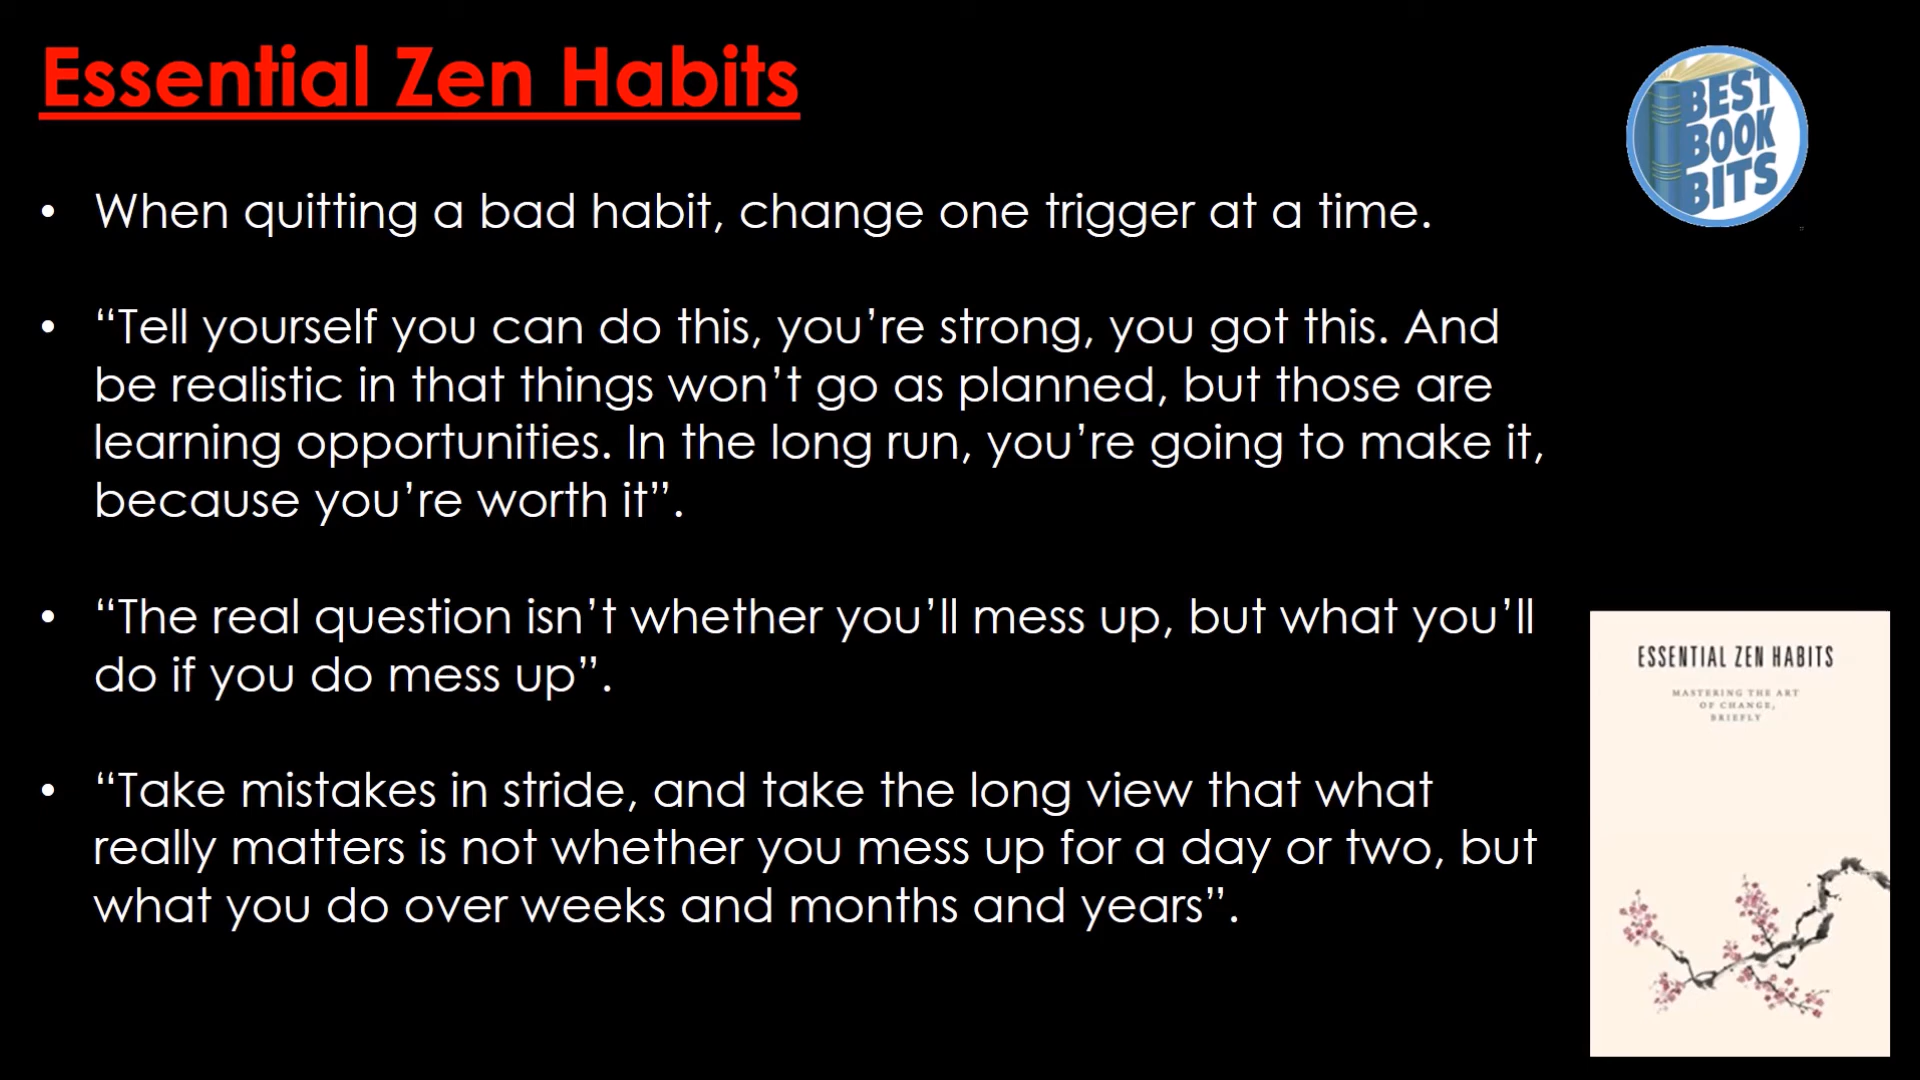 Essential Zen Habits
BEST
BOOK
BITS
• When quitting a bad habit, change one trigger at a time.
• “Tell yourself you can do this, you’re strong, you got this. And
be realistic in that things won’t go as planned, but those are
learning opportunities. In the long run, you’re going to make it,
because you’re worth it”.
• “The real question isn’t whether you’ll mess up, but what you’ll
do if you do mess up”.
• “Take mistakes in stride, and take the long view that what
really matters is not whether you mess up for a day or two, but
what you do over weeks and months and years”.
ESSENTIAL ZEN HABITS
MASTERING THE ART
OF CHANGE,
BRIEFLY